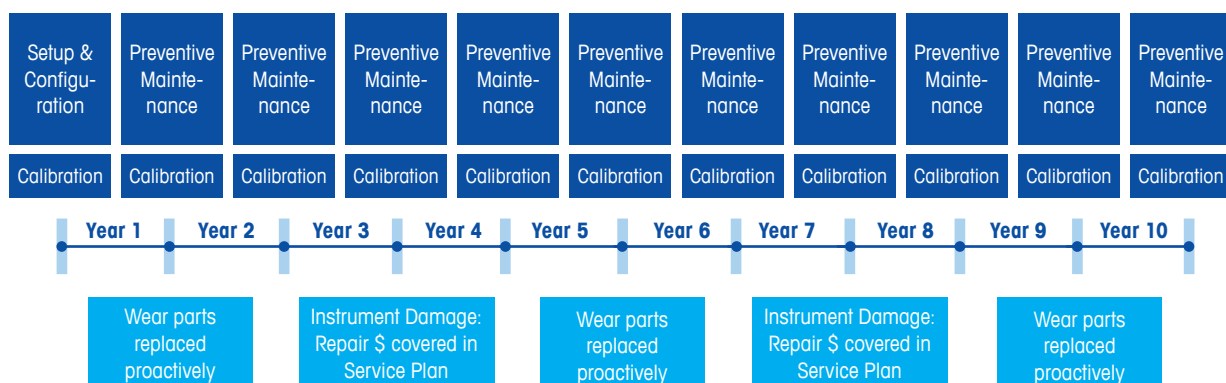 Setup &
Configu-
ration
Preventive
Mainte-
nance
Preventive
Mainte-
nance
Preventive
Mainte-
nance
Preventive
Mainte-
nance
Preventive
Mainte-
nance
Preventive
Mainte-
nance
Preventive
Mainte-
nance
Preventive
Mainte-
nance
Preventive
Mainte-
nance
Preventive
Mainte-
nance
Calibration
Calibration
Calibration
Calibration
Calibration
Calibration
Calibration
Calibration
Calibration
Calibration
Calibration
Year 1
Year 2
Year 3
Year 4
Year 5
Year 6
Year 7
Year 8
Year 9
Year 10
Wear parts
replaced
proactively
Instrument Damage:
Repair $ covered in
Service Plan
Wear parts
replaced
proactively
Instrument Damage:
Repair $ covered in
Service Plan
Wear parts
replaced
proactively